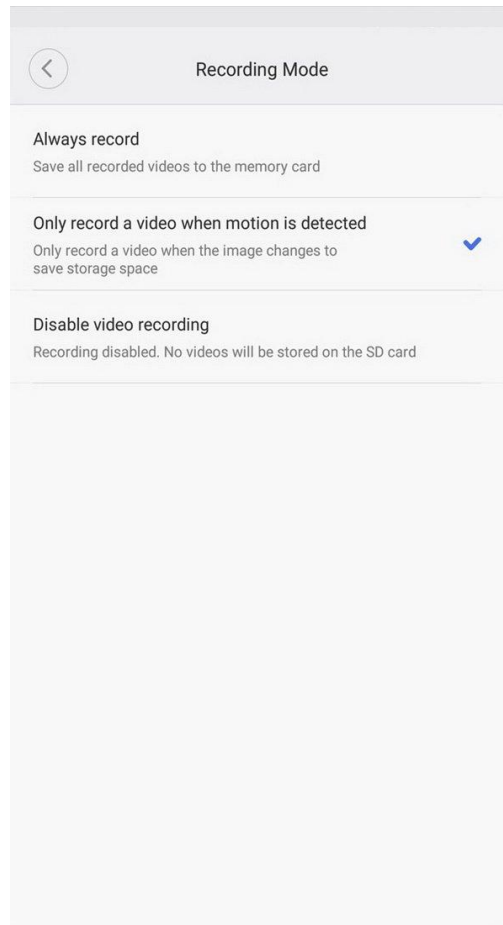 Recording Mode
Always record
Save all recorded videos to the memory card
Only record a video when motion is detected
Only record a video when the image changes to
save storage space
Disable video recording
Recording disabled. No videos will be stored on the SD card